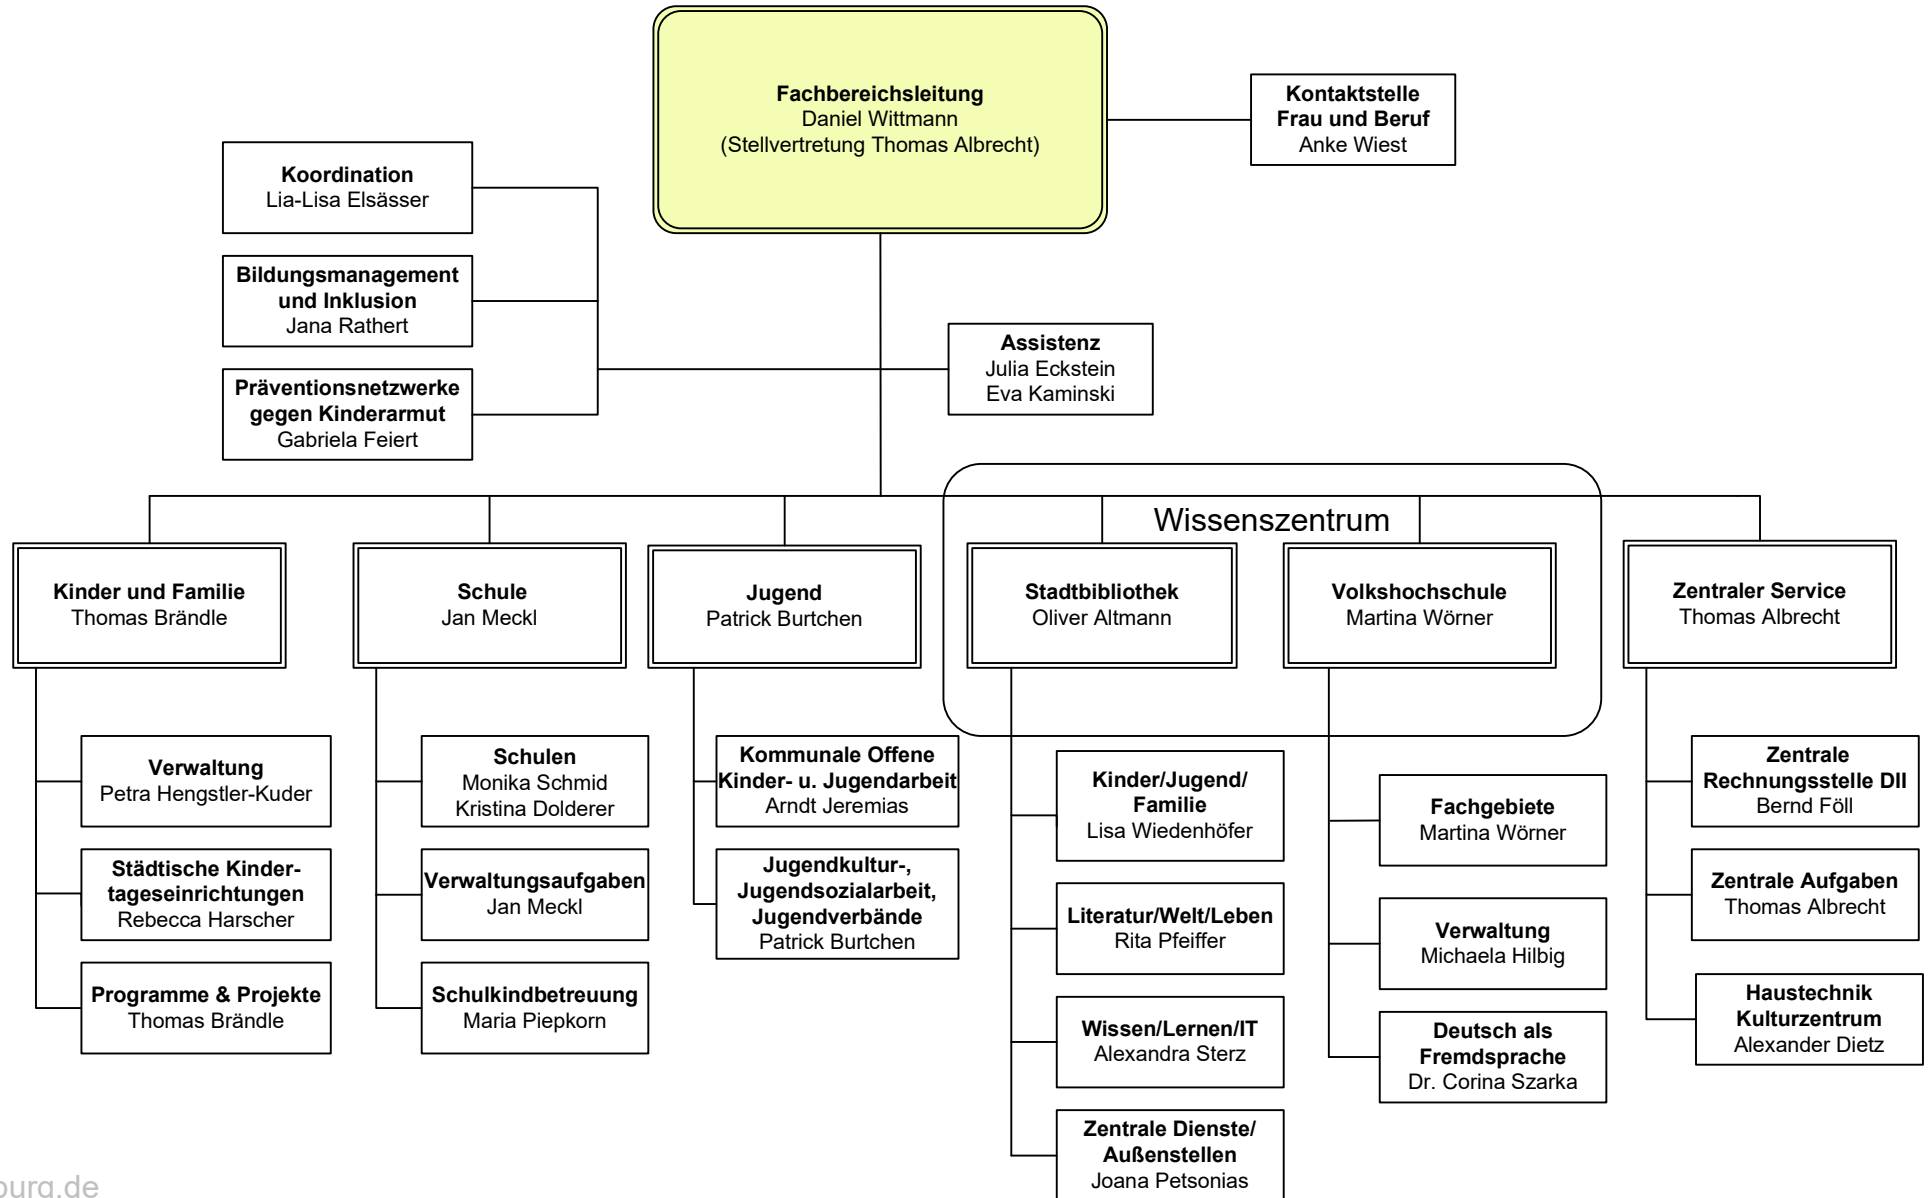 Fachbereichsleitung
Daniel Wittmann
(Stellvertretung Thomas Albrecht)
Kontaktstelle
Frau und Beruf
Anke Wiest
Koordination
Lia-Lisa Elsässer
Bildungsmanagement
und Inklusion
Jana Rathert
Präventionsnetzwerke
gegen Kinderarmut
Gabriela Feiert
Assistenz
Julia Eckstein
Eva Kaminski
Wissenszentrum
Kinder und Familie
Thomas Brändle
Schule
Jan Meckl
Jugend
Patrick Burtchen
Stadtbibliothek
Oliver Altmann
Volkshochschule
Martina Wörner
Zentraler Service
Thomas Albrecht
Verwaltung
Petra Hengstler-Kuder
Städtische Kinder-
tageseinrichtungen
Rebecca Harscher
Programme & Projekte
Thomas Brändle
Schulen
Monika Schmid
Kristina Dolderer
Verwaltungsaufgaben
Jan Meckl
Schulkindbetreuung
Maria Piepkorn
Kommunale Offene
Kinder- u. Jugendarbeit
Arndt Jeremias
Jugendkultur-,
Jugendsozialarbeit,
Jugendverbände
Patrick Burtchen
Kinder/Jugend/
Familie
Lisa Wiedenhöfer
Literatur/Welt/Leben
Rita Pfeiffer
Wissen/Lernen/IT
Alexandra Sterz
Zentrale Dienste/
Außenstellen
Joana Petsonias
Fachgebiete
Martina Wörner
Verwaltung
Michaela Hilbig
Deutsch als
Fremdsprache
Dr. Corina Szarka
Zentrale
Rechnungsstelle DII
Bernd Föll
Zentrale Aufgaben
Thomas Albrecht
Haustechnik
Kulturzentrum
Alexander Dietz
burg.de